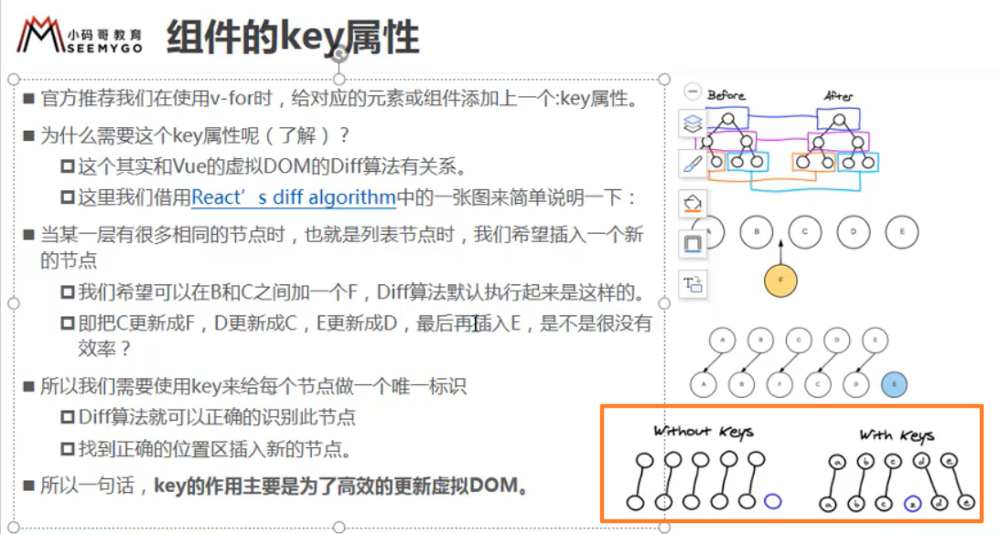 小码哥教育
SEEMYGO
组件的key属性
官方推荐我们在使用v-for时，给对应的元素或组件添加上一个:key属性。
为什么需要这个key属性呢（了解）？
这个其实和Vue的虚拟DOM的Diff算法有关系。
这里我们借用React’s diff algorithm中的一张图来简单说明一下：
当某一层有很多相同的节点时，也就是列表节点时，我们希望插入一个新
的节点
我们希望可以在B和C之间加一个F，Diff算法默认执行起来是这样的。
即把C更新成F，D更新成C，E更新成D，最后再插入E，是不是很没有
效率？
所以我们需要使用key来给每个节点做一个唯一标识
Diff算法就可以正确的识别此节点
找到正确的位置区插入新的节点。
所以一句话，key的作用主要是为了高效的更新虚拟DOM。
Before After
A B C D E
F
A B C D E
A B F C D E
Without Keys
With Keys
a b c d e
a b c x d e